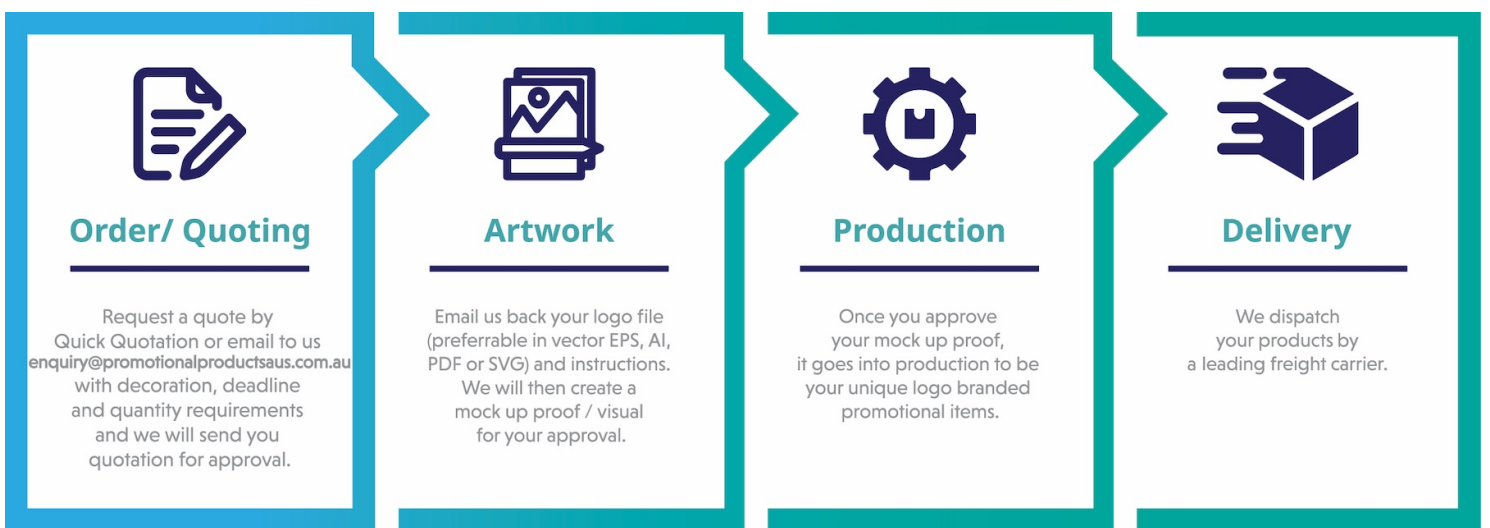 Order/ Quoting
Request a quote by
Quick Quotation or email to us
enquiry@promotionalproductsaus.com.au
with decoration, deadline
and quantity requirements
and we will send you
quotation for approval.
Artwork
Email us back your logo file
(preferrable in vector EPS, AI,
PDF or SVG) and instructions.
We will then create a
mock up proof / visual
for your approval.
Production
Once you approve
your mock up proof,
it goes into production to be
your unique logo branded
promotional items.
Delivery
We dispatch
your products by
a leading freight carrier.